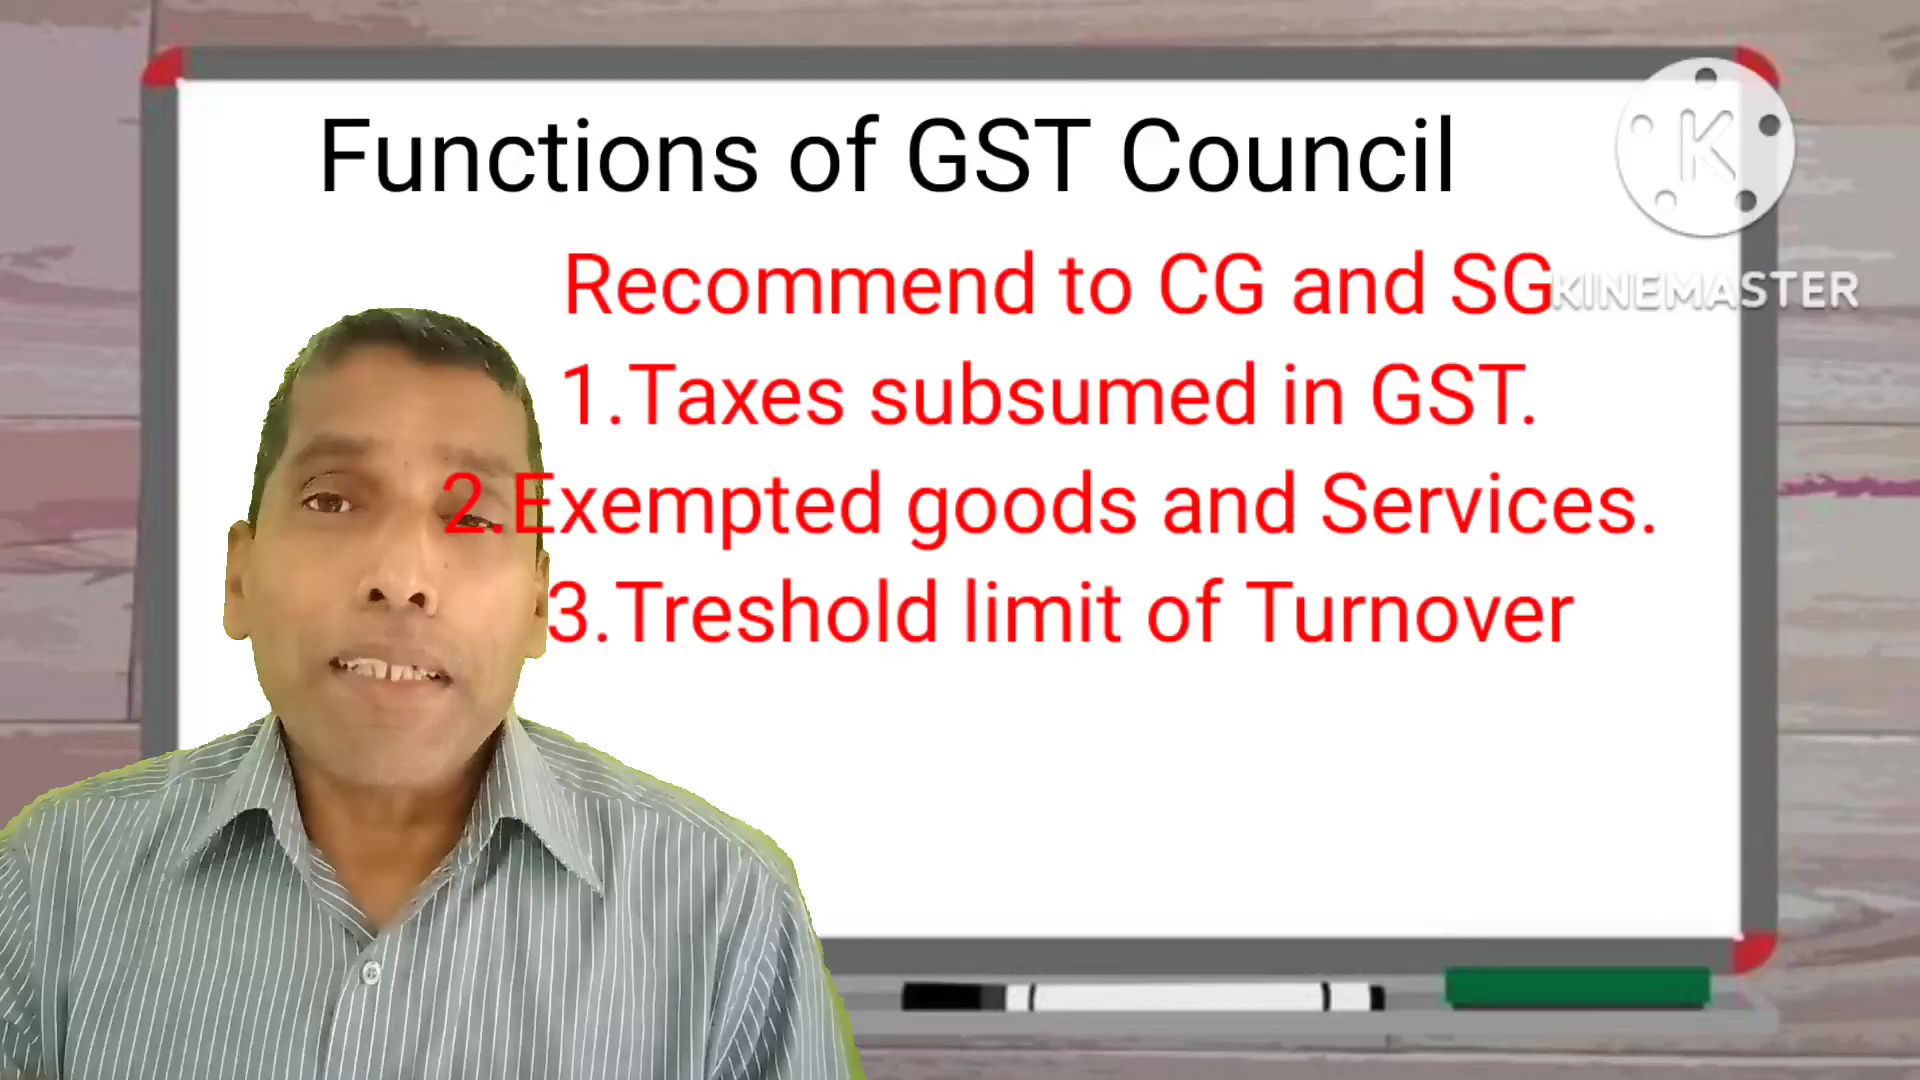 Functions of GST Council
K
Recommend to CG and SG
KINEMASTER
1.Taxes subsumed in GST.
2.Exempted goods and Services.
3.Treshold limit of Turnover